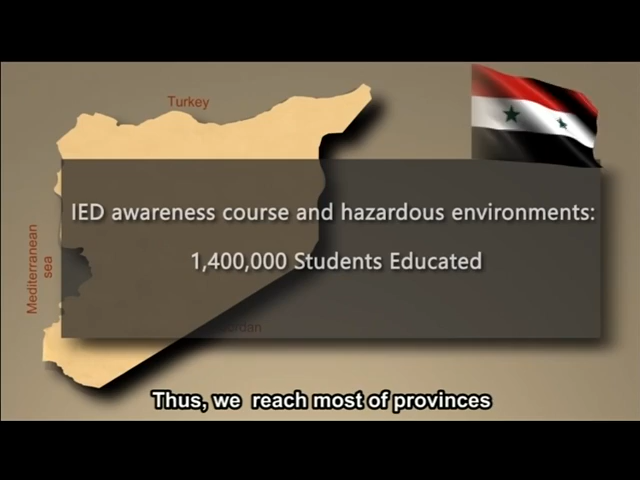 Turkey
IED awareness course and hazardous environments:
1,400,000 Students Educated
Mediterranean
sea
Thus, we  reach most of provinces